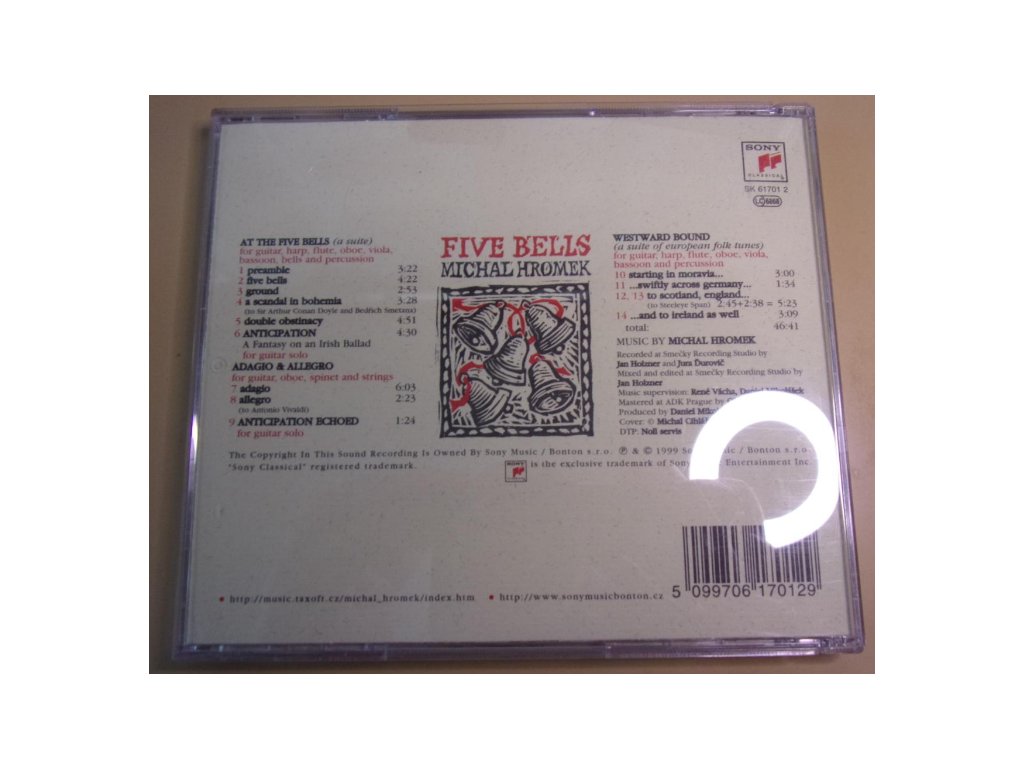 SONY
CLASSICAL
SK 61701 2
LC 6868
AT THE FIVE BELLS (a suite)
for guitar, harp, flute, oboe, viola,
bassoon, bells and percussion
1 preamble 3:22
2 five bells 4:22
3 ground 2:53
4 a scandal in bohemia 3:28
(to Sir Arthur Conan Doyle and Bedřich Smetana)
5 double obstinacy 4:51
6 ANTICIPATION 4:30
A Fantasy on an Irish Ballad
for guitar solo
ADAGIO & ALLEGRO
for guitar, oboe, spinet and strings
7 adagio 6:03
8 allegro 2:23
(to Antonio Vivaldi)
9 ANTICIPATION ECHOED 1:24
for guitar solo
FIVE BELLS
MICHAL HROMEK
WESTWARD BOUND
(a suite of european folk tunes)
for guitar, harp, flute, oboe, viola,
bassoon and percussion
10 starting in moravia... 3:00
11 ...swiftly across germany... 1:34
12, 13 to scotland, england...
(to Steeleye Span) 2:45+2:38 = 5:23
14 ...and to ireland as well 3:09
total: 46:41
MUSIC BY MICHAL HROMEK
Recorded at Smečky Recording Studio by
Jan Holzner and Jura Ďurovič
Mixed and edited at Smečky Recording Studio by
Jan Holzner
Music supervision: René Vácha, Daniel
Mastered at ADK Prague by
Produced by Daniel
Cover: © Michal
DTP: Noll servis
The Copyright In This Sound Recording Is Owned By Sony Music / Bonton s.r.o. ℗ & © 1999 Music / Bonton s.r.o.
"Sony Classical" registered trademark. SONY is the exclusive trademark of Sony Entertainment Inc.
• http://music.taxoft.cz/michal_hromek/index.htm • http://www.sonymusicbonton.cz
5 099706 170129